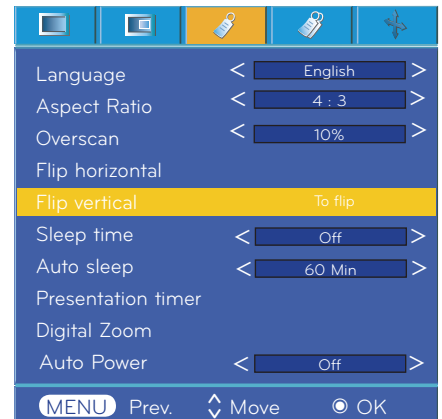 Language < English >
Aspect Ratio < 4 : 3 >
Overscan < 10% >
Flip horizontal
Flip vertical To flip
Sleep time < Off >
Auto sleep < 60 Min >
Presentation timer
Digital Zoom
Auto Power < Off >
MENU Prev. Move OK